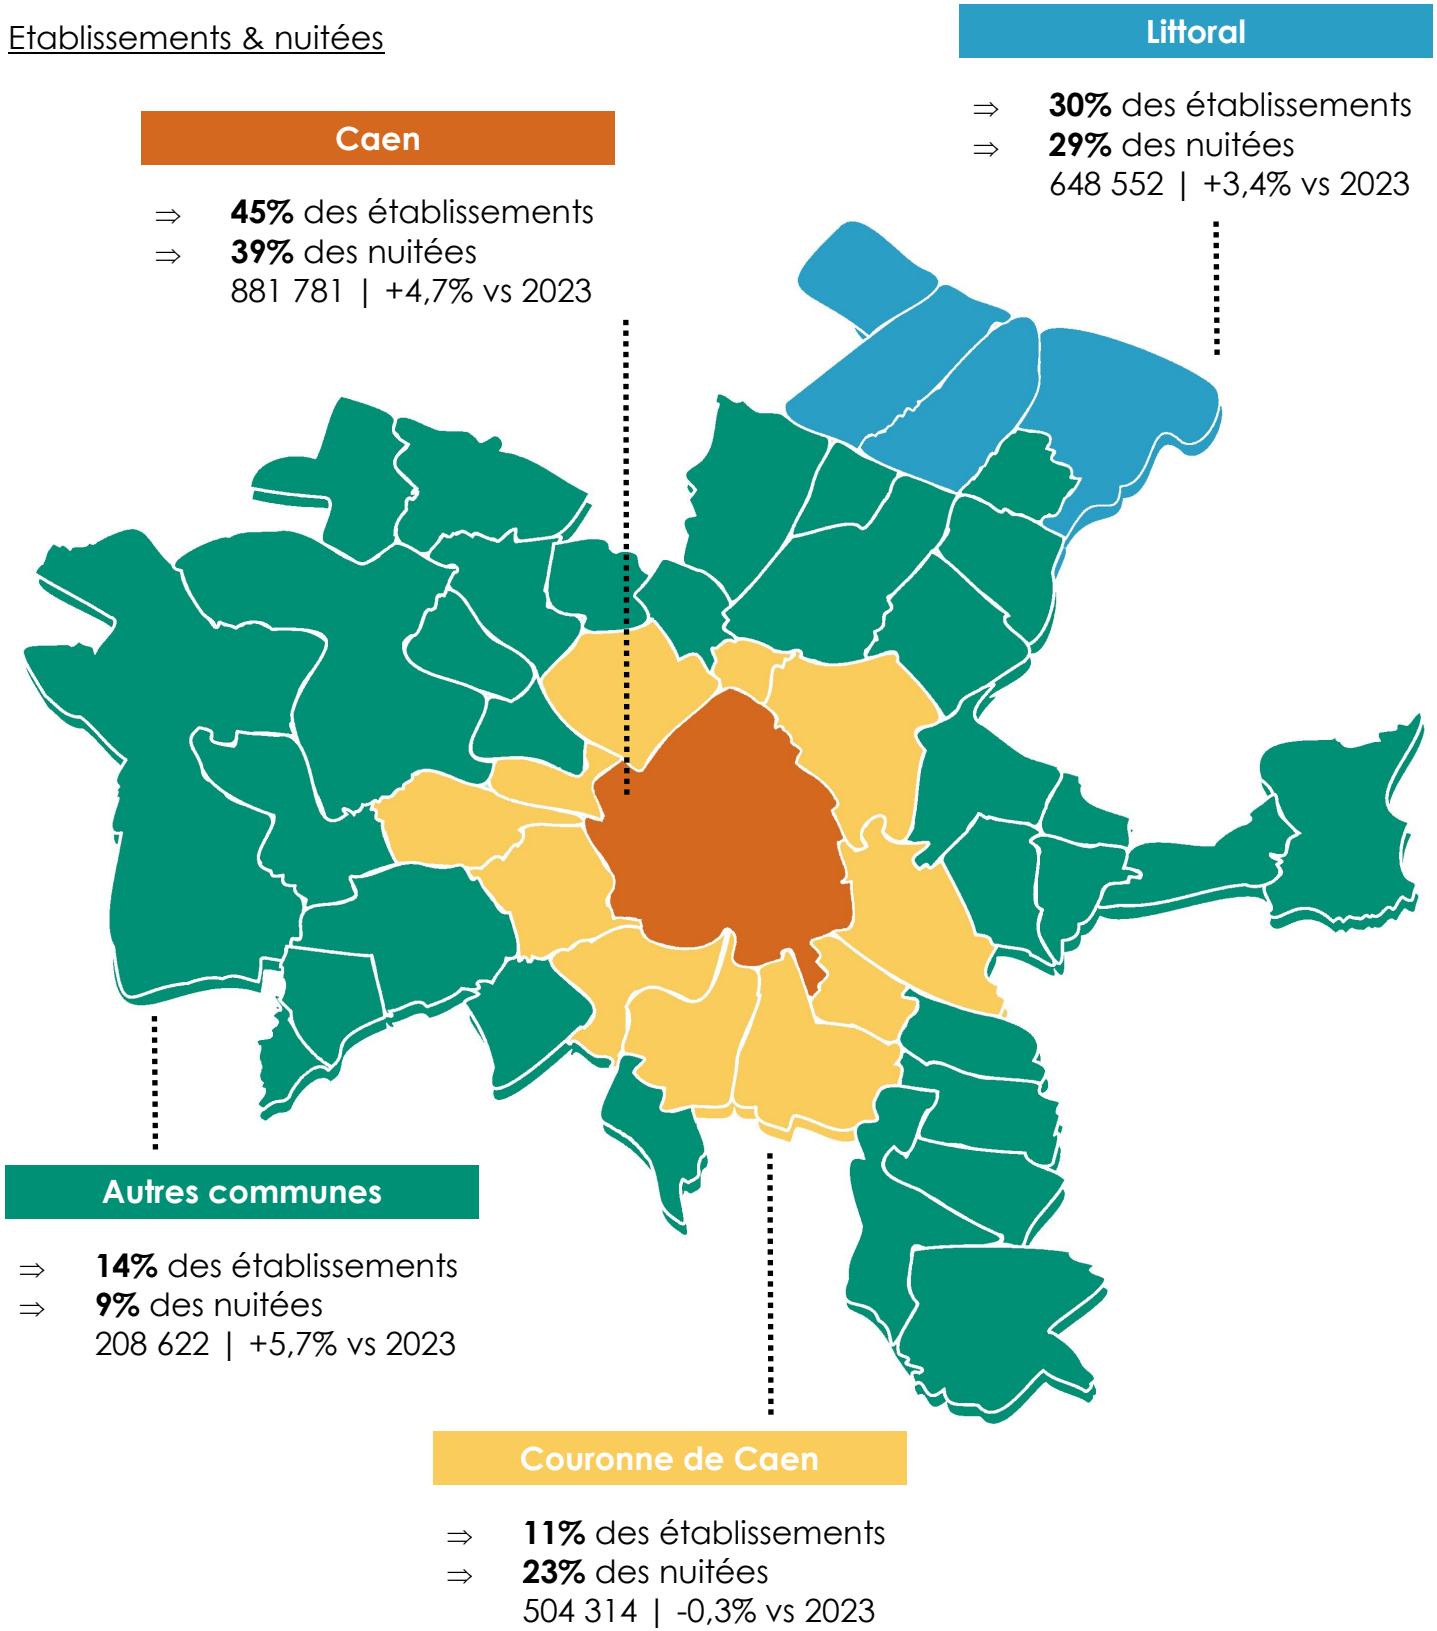 Etablissements & nuitées
Littoral
⇒ 30% des établissements
⇒ 29% des nuitées
648 552 | +3,4% vs 2023
Caen
⇒ 45% des établissements
⇒ 39% des nuitées
881 781 | +4,7% vs 2023
Autres communes
⇒ 14% des établissements
⇒ 9% des nuitées
208 622 | +5,7% vs 2023
Couronne de Caen
⇒ 11% des établissements
⇒ 23% des nuitées
504 314 | -0,3% vs 2023